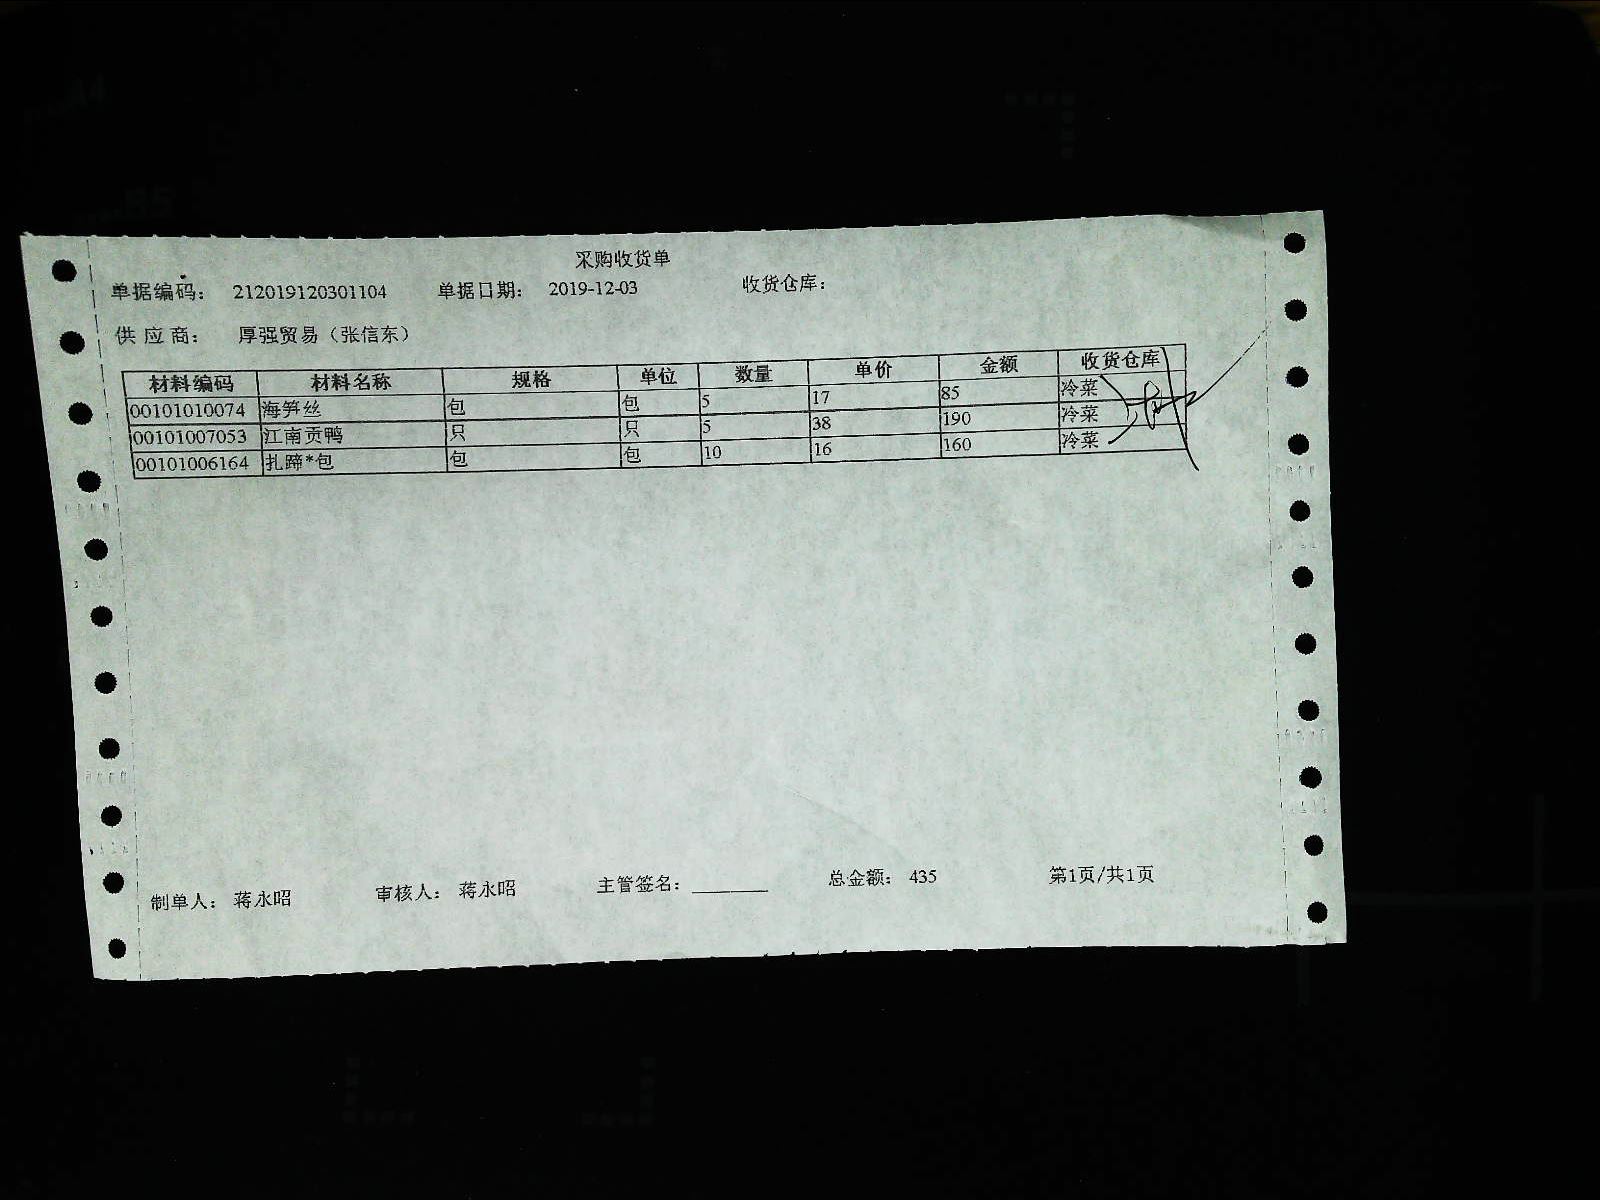 采购收货单
单据编码: 212019120301104 单据日期: 2019-12-03 收货仓库:
供应商: 厚强贸易（张信东）
材料编码 材料名称 规格 单位 数量 单价 金额 收货仓库
00101010074 海笋丝 包 包 5 17 85 冷菜
00101007053 江南贡鸭 只 只 5 38 190 冷菜
00101006164 扎蹄*包 包 包 10 16 160 冷菜
制单人: 蒋永昭 审核人: 蒋永昭 主管签名: ________ 总金额: 435 第1页/共1页